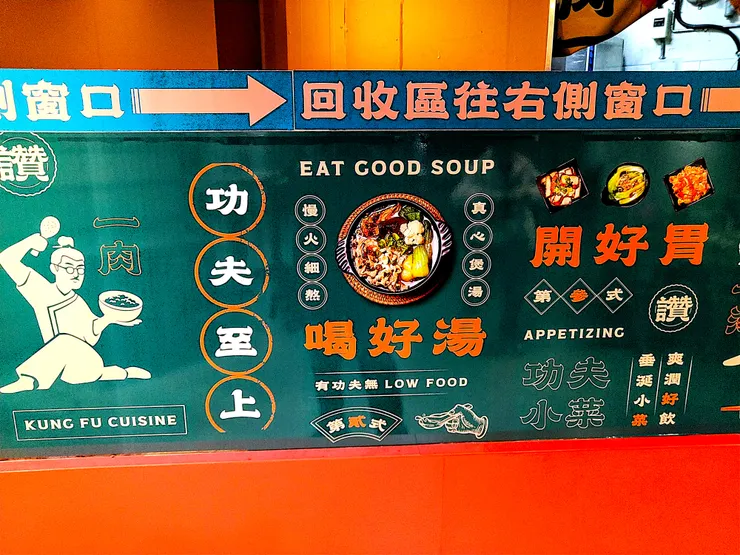 側窗口
回收區往右側窗口
讚
一肉
功夫至上
KUNG FU CUISINE
EAT GOOD SOUP
慢火細熬
真心煲湯
喝好湯
有功夫無 LOW FOOD
第貳式
開好胃
第參式
讚
APPETIZING
功夫
小菜
爽潤好飲
垂涎小菜